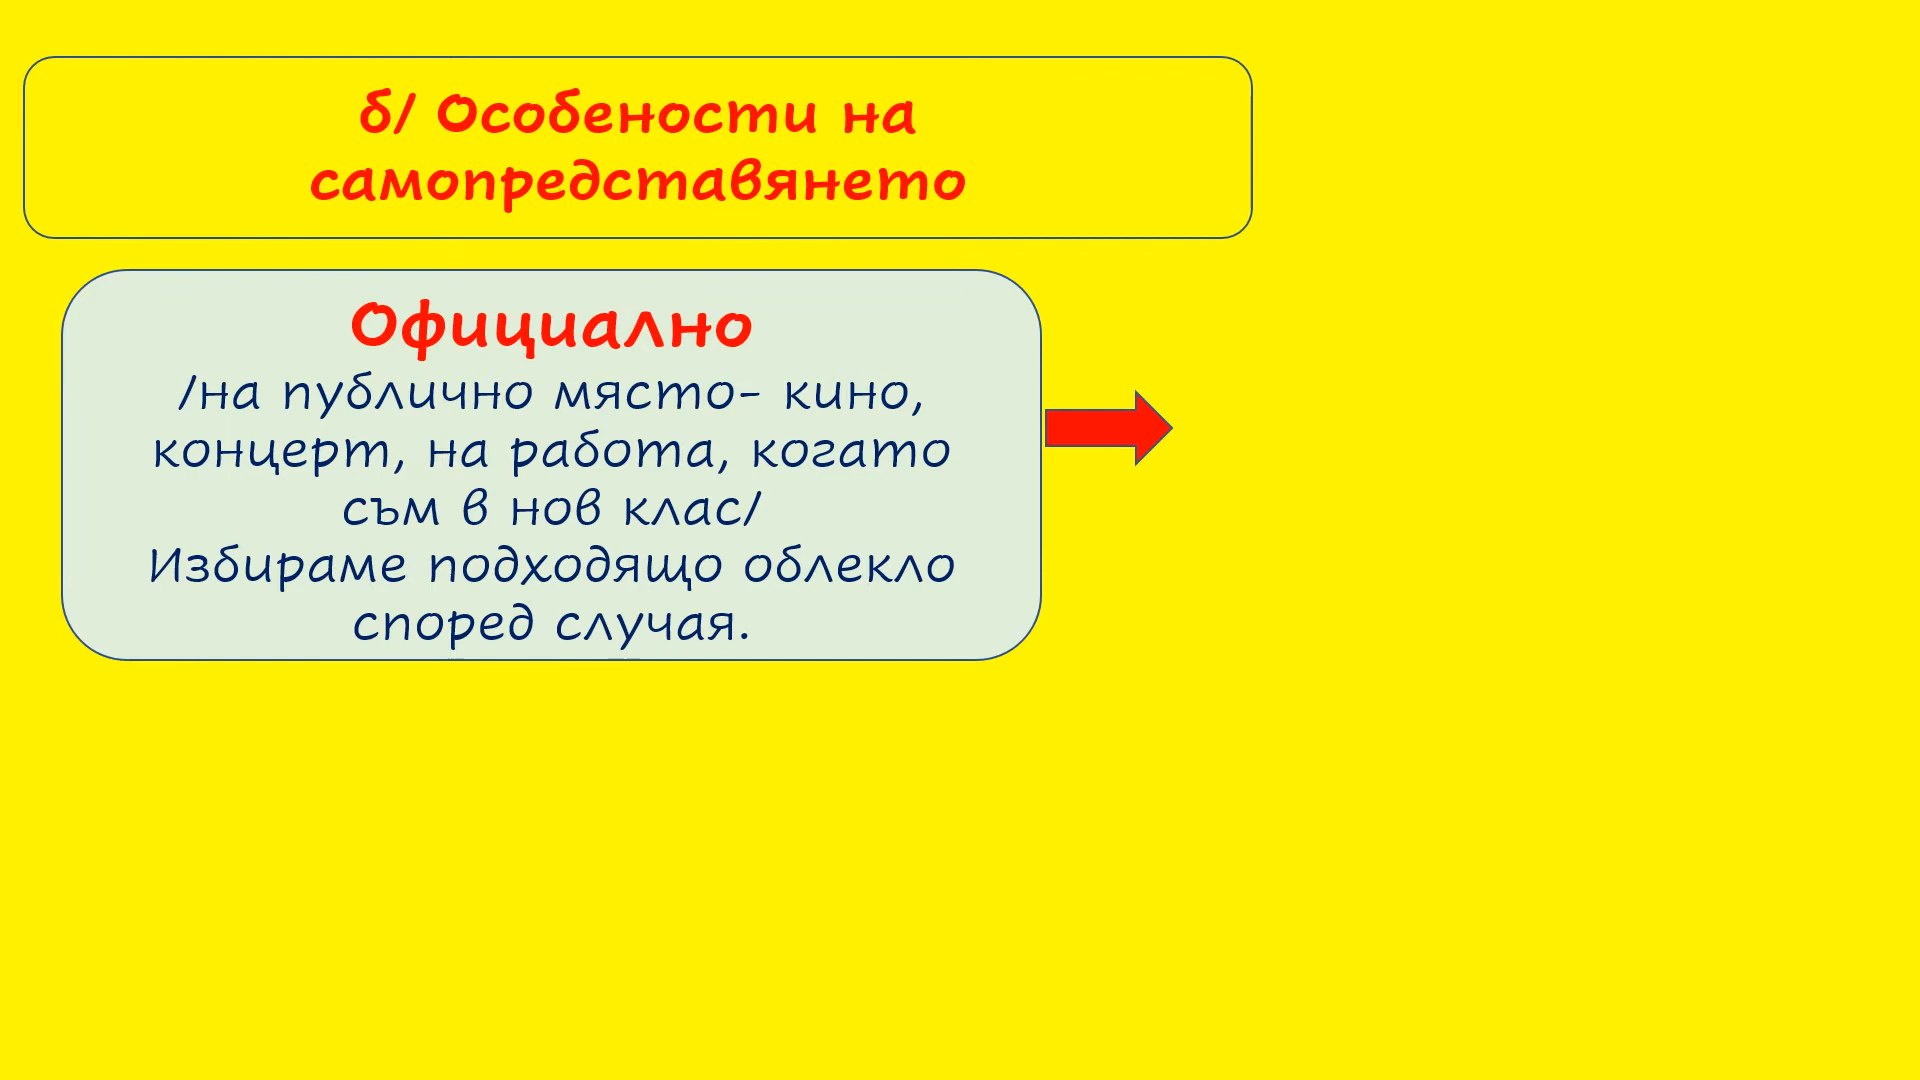 б/ Особености на
самопредставянето
Официално
/на публично място- кино,
концерт, на работа, когато
съм в нов клас/
Избираме подходящо облекло
според случая.